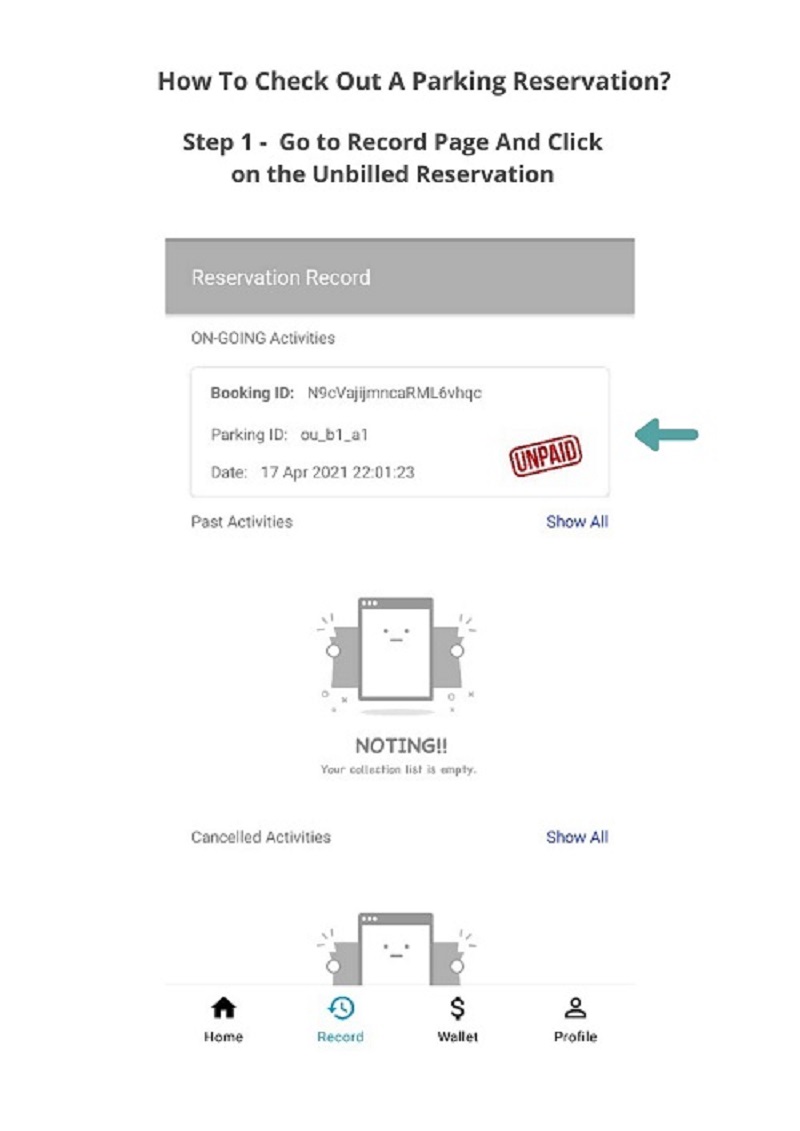 How To Check Out A Parking Reservation?
Step 1 - Go to Record Page And Click
on the Unbilled Reservation
Reservation Record
ON-GOING Activities
Booking ID: N9cVajijmncaRML6vhqc
Parking ID: ou_b1_a1
UNPAID
Date: 17 Apr 2021 22:01:23
Past Activities Show All
NOTING!!
Your collection list is empty.
Cancelled Activities Show All
Home Record Wallet Profile